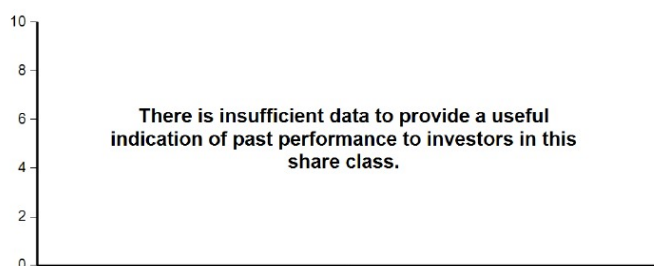 10
8
There is insufficient data to provide a useful
6
indication of past performance to investors in this
share class.
4
2
0